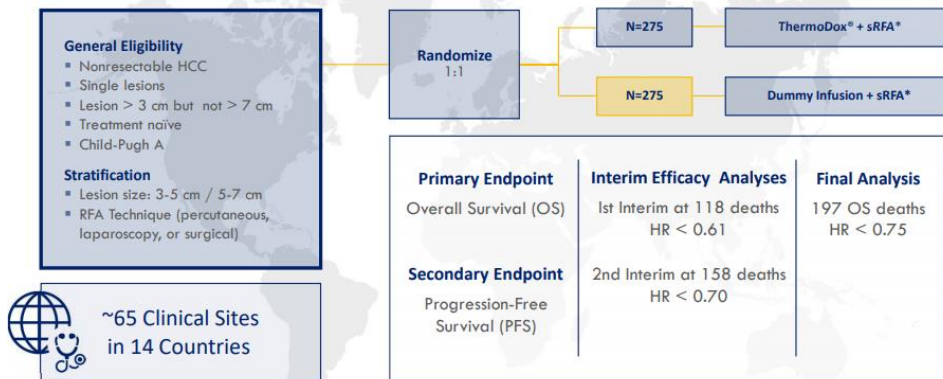 General Eligibility
▪ Nonresectable HCC
▪ Single lesions
▪ Lesion > 3 cm but not > 7 cm
▪ Treatment naïve
▪ Child-Pugh A
Stratification
▪ Lesion size: 3-5 cm / 5-7 cm
▪ RFA Technique (percutaneous,
laparoscopy, or surgical)
~65 Clinical Sites
in 14 Countries
Randomize
1:1
N=275
ThermoDox® + sRFA*
N=275
Dummy Infusion + sRFA*
Primary Endpoint
Overall Survival (OS)
Secondary Endpoint
Progression-Free
Survival (PFS)
Interim Efficacy Analyses
Ist Interim at 118 deaths
HR < 0.61
2nd Interim at 158 deaths
HR < 0.70
Final Analysis
197 OS deaths
HR < 0.75